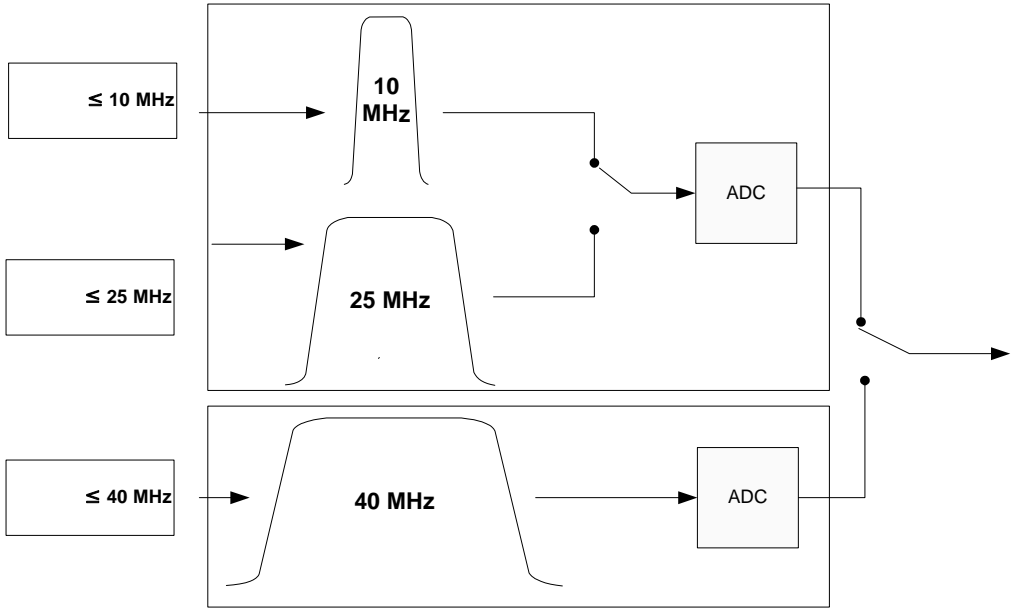 ≤ 10 MHz
10
MHz
ADC
≤ 25 MHz
25 MHz
≤ 40 MHz
40 MHz
ADC